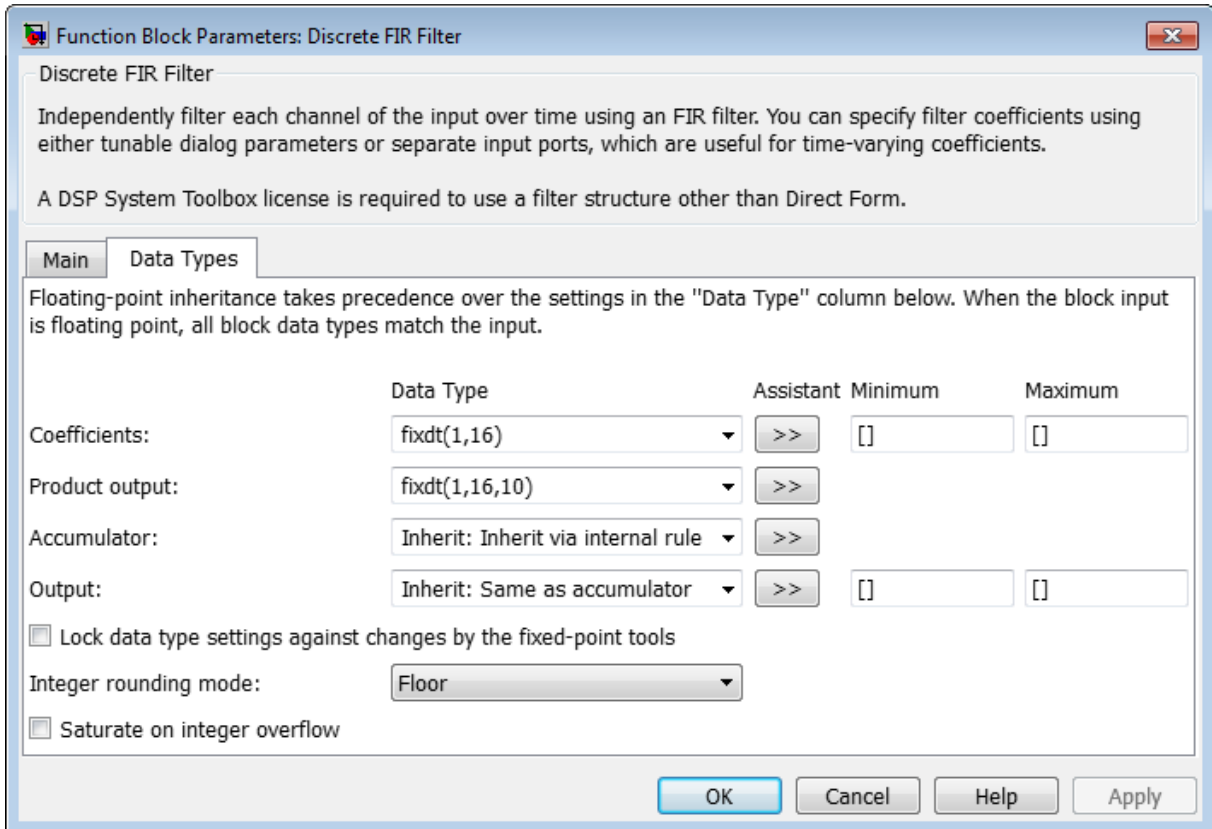 Function Block Parameters: Discrete FIR Filter
Discrete FIR Filter
Independently filter each channel of the input over time using an FIR filter. You can specify filter coefficients using
either tunable dialog parameters or separate input ports, which are useful for time-varying coefficients.
A DSP System Toolbox license is required to use a filter structure other than Direct Form.
Main Data Types
Floating-point inheritance takes precedence over the settings in the "Data Type" column below. When the block input
is floating point, all block data types match the input.
Data Type Assistant Minimum Maximum
Coefficients: fixdt(1,16) >> [] []
Product output: fixdt(1,16,10) >>
Accumulator: Inherit: Inherit via internal rule >>
Output: Inherit: Same as accumulator >> [] []
Lock data type settings against changes by the fixed-point tools
Integer rounding mode: Floor
Saturate on integer overflow
OK Cancel Help Apply